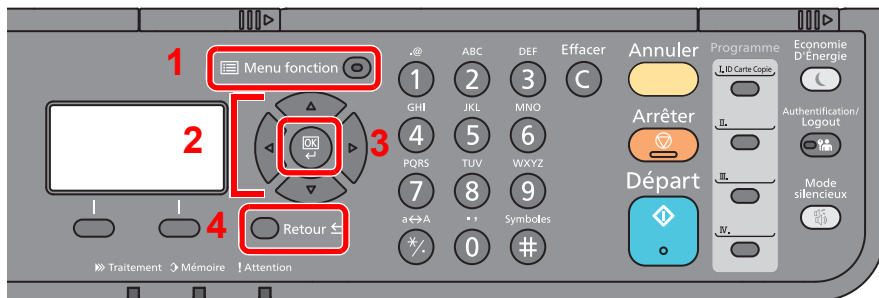 1
Menu fonction
2
OK
3
4
Retour
Traitement
Mémoire
! Attention
.@
1
ABC
2
DEF
3
Effacer
C
GHI
4
JKL
5
MNO
6
PQRS
7
TUV
8
WXYZ
9
a↔A
*/.
. ,
0
Symboles
#
Annuler
Arrêter
Départ
Programme
I. ID Carte Copie
II.
III.
IV.
Economie
D'Énergie
Authentification/
Logout
Mode
silencieux